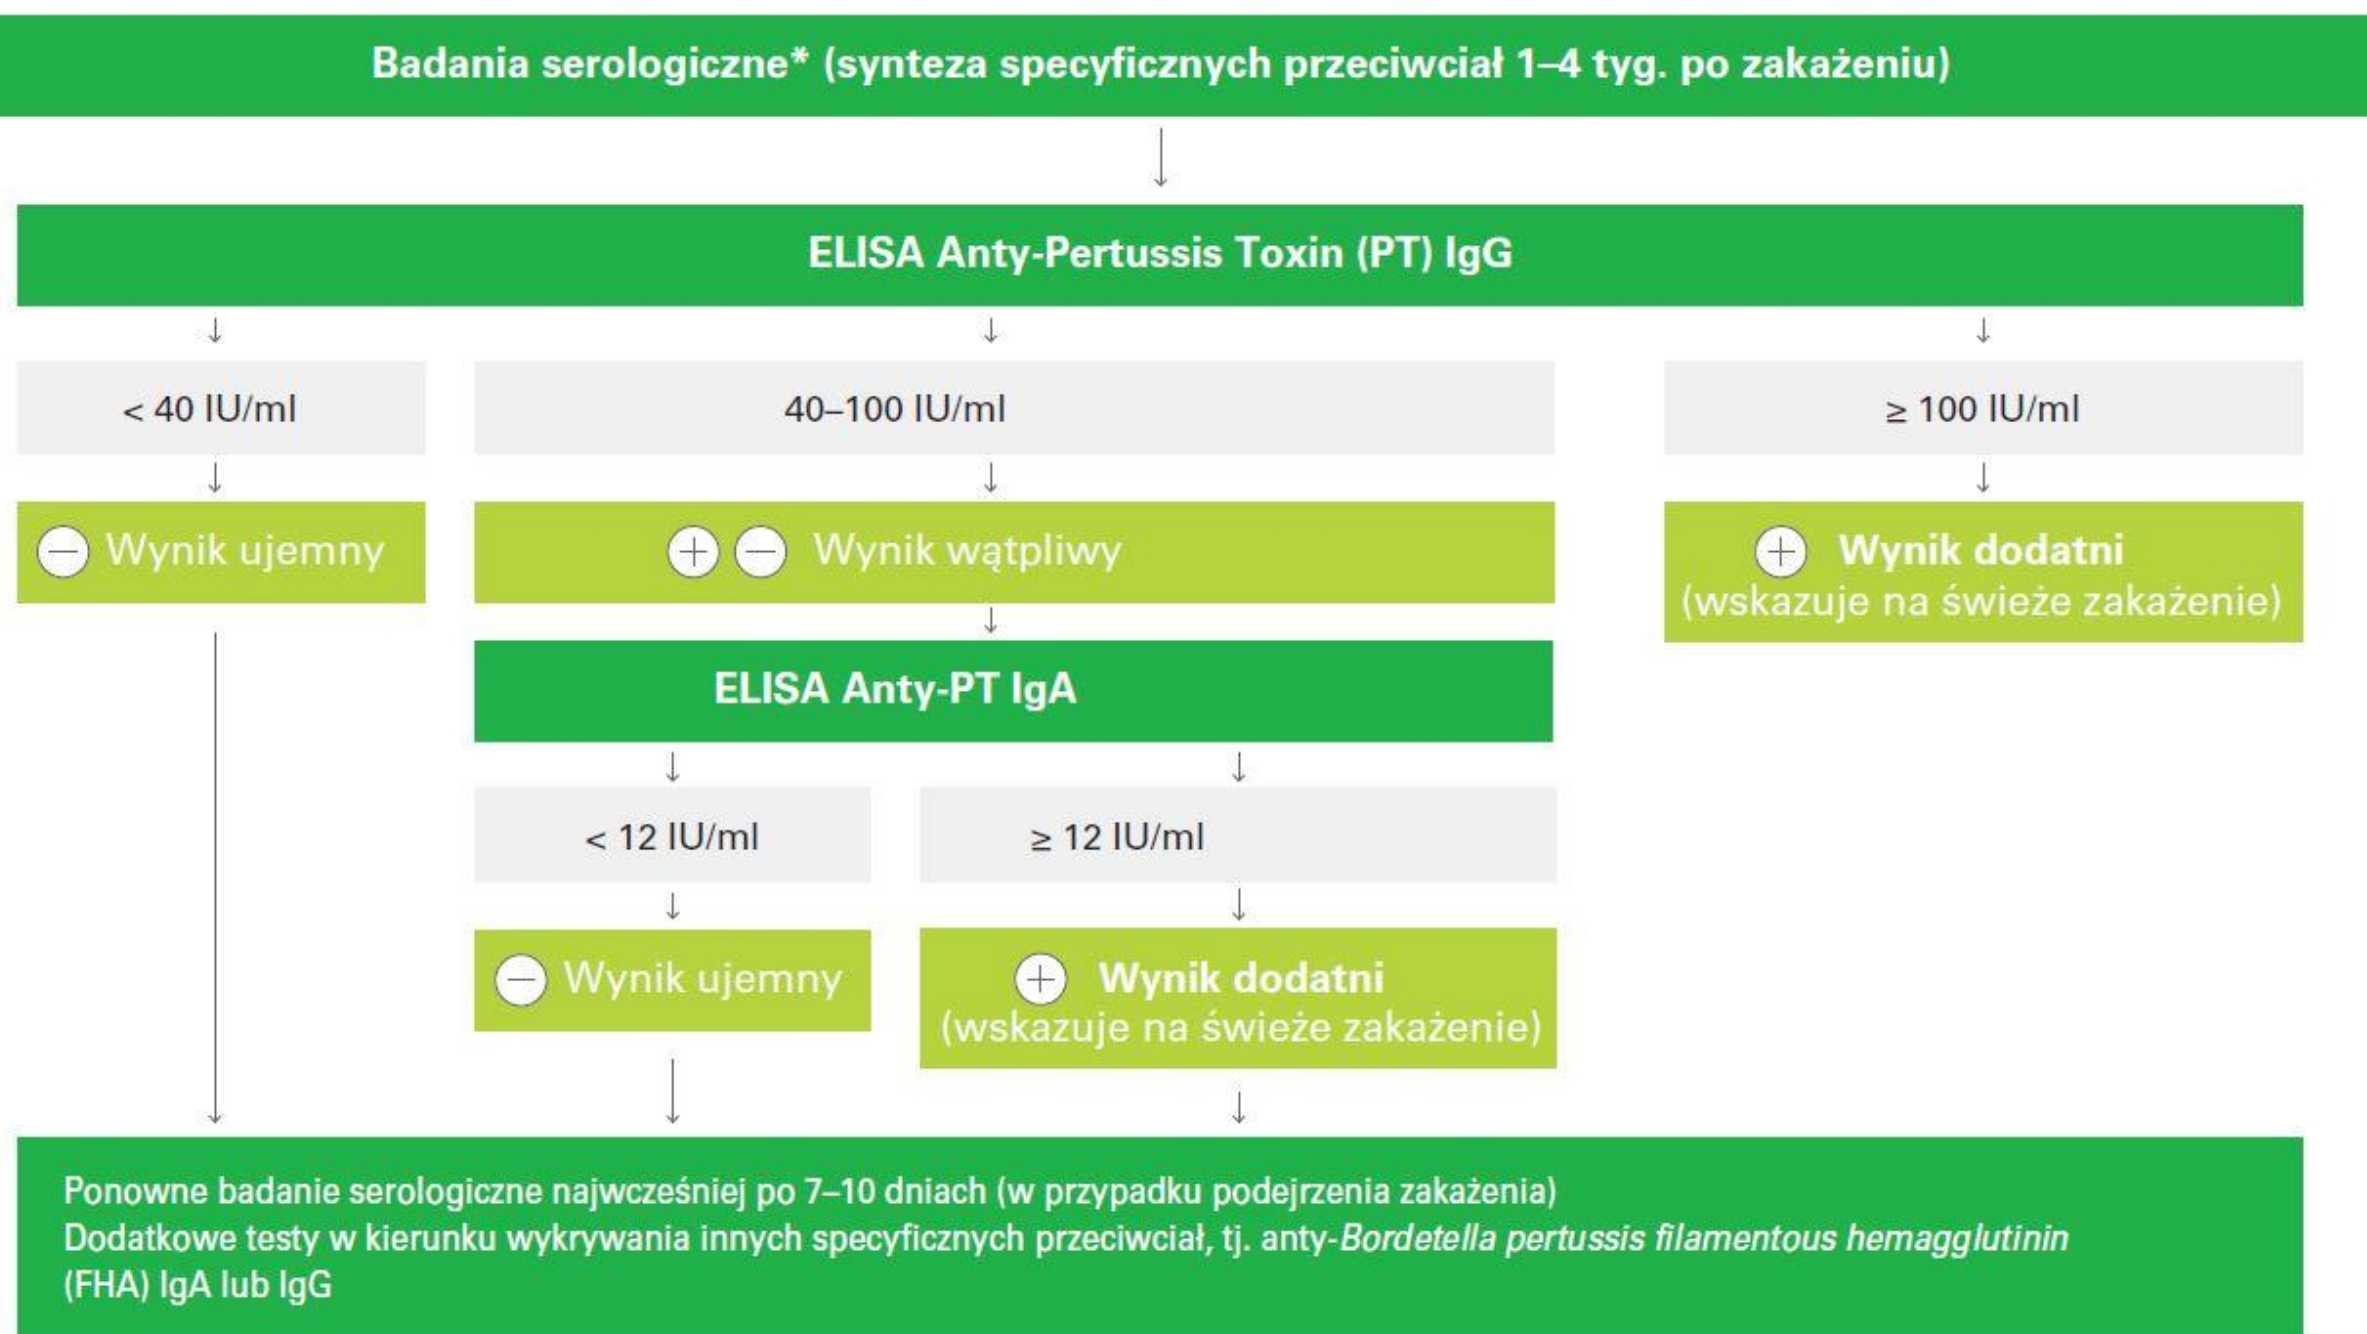 Badania serologiczne* (synteza specyficznych przeciwciał 1–4 tyg. po zakażeniu)
ELISA Anty-Pertussis Toxin (PT) IgG
< 40 IU/ml
40–100 IU/ml
≥ 100 IU/ml
Wynik ujemny
Wynik wątpliwy
Wynik dodatni
(wskazuje na świeże zakażenie)
ELISA Anty-PT IgA
< 12 IU/ml
≥ 12 IU/ml
Wynik ujemny
Wynik dodatni
(wskazuje na świeże zakażenie)
Ponowne badanie serologiczne najwcześniej po 7–10 dniach (w przypadku podejrzenia zakażenia)
Dodatkowe testy w kierunku wykrywania innych specyficznych przeciwciał, tj. anty-Bordetella pertussis filamentous hemagglutinin
(FHA) IgA lub IgG